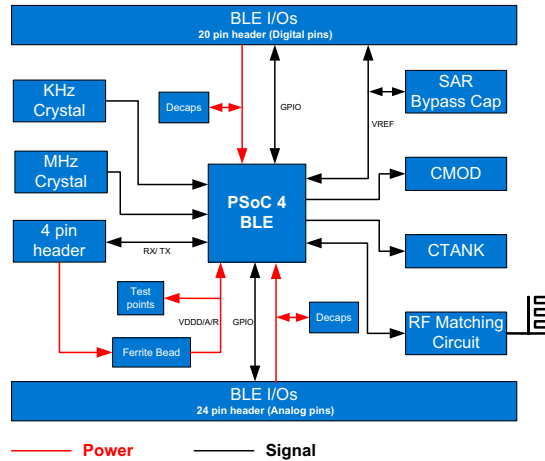 BLE I/Os
20 pin header (Digital pins)
KHz
Crystal
Decaps
GPIO
SAR
Bypass Cap
VREF
MHz
Crystal
PSoC 4
BLE
CMOD
4 pin
header
RX/ TX
CTANK
Test
points
VDDD/A/R
GPIO
Decaps
RF Matching
Circuit
Ferrite Bead
BLE I/Os
24 pin header (Analog pins)
Power
Signal